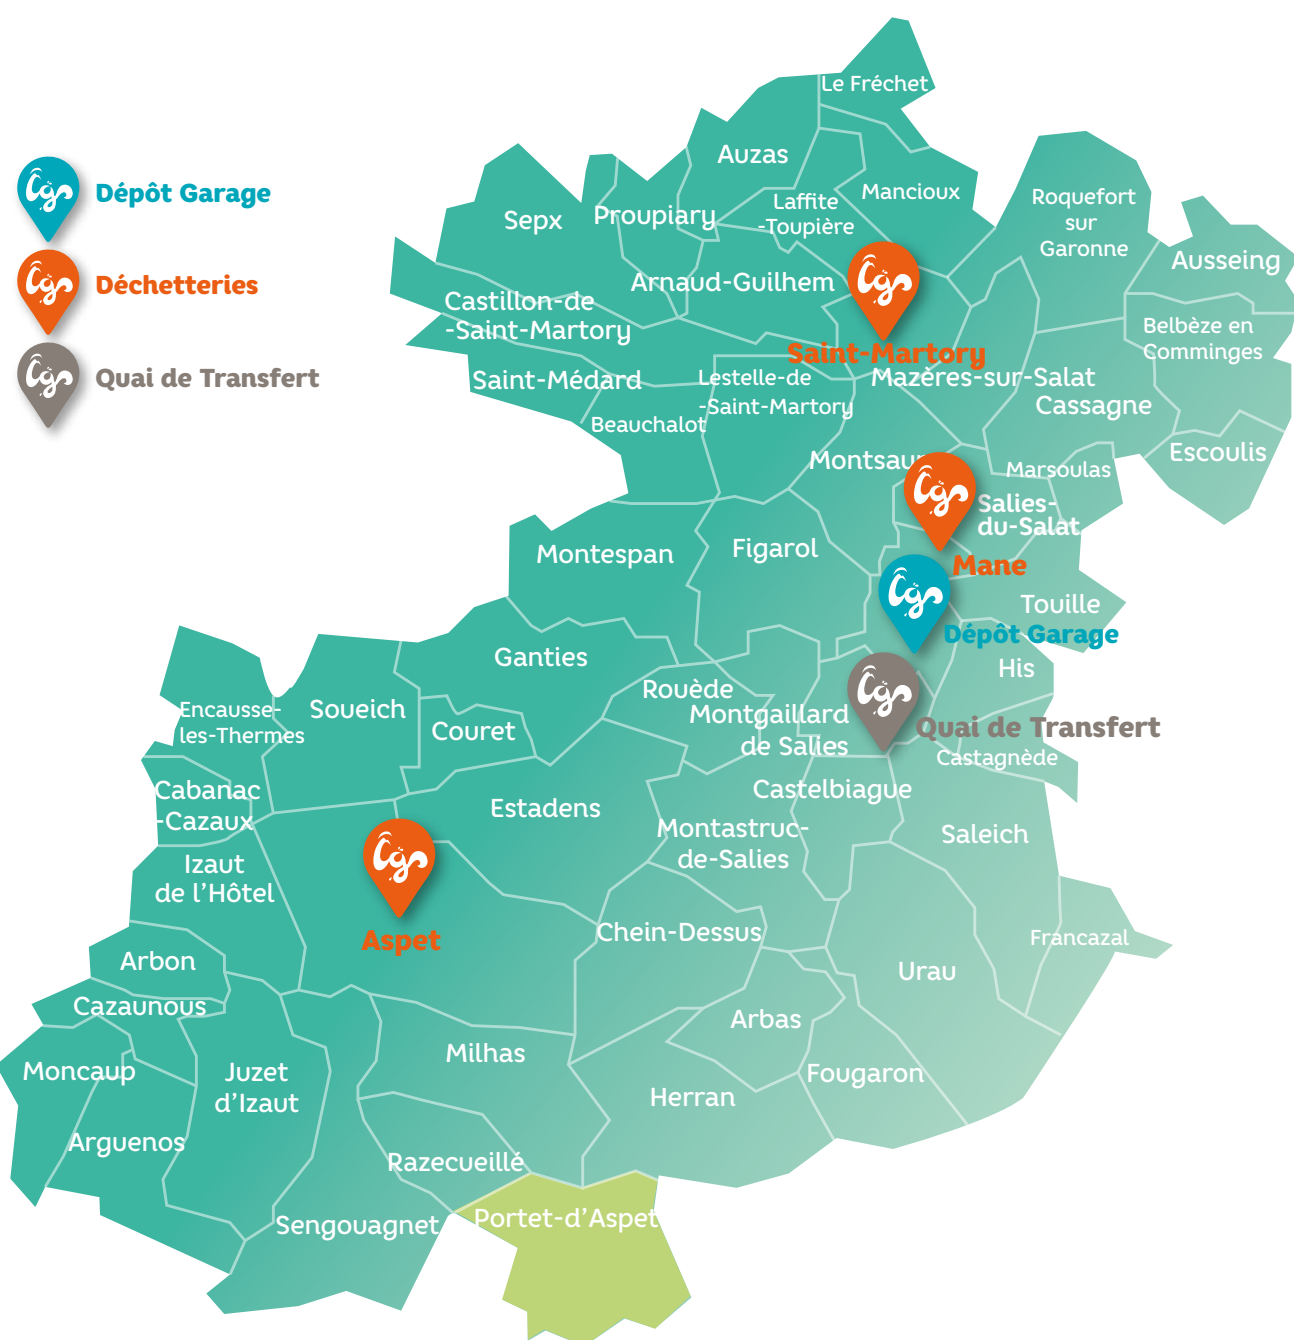 Dépôt Garage
Déchetteries
Quai de Transfert
Le Fréchet
Auzas
Mancioux
Laffite
-Toupière
Roquefort
sur
Garonne
Sepx
Proupiary
Ausseing
Arnaud-Guilhem
Castillon-de-
-Saint-Martory
Belbèze en
Comminges
Saint-Martory
Saint-Médard
Lestelle-de
-Saint-Martory
Mazères-sur-Salat
Cassagne
Beauchalot
Escoulis
Marsoulas
Salies-
du-Salat
Montespan
Figarol
Mane
Touille
Dépôt Garage
Ganties
His
Rouède
Encausse-
les-Thermes
Soueich
Couret
Montgaillard
de Salies
Quai de Transfert
Castagnède
Cabanac
-Cazaux
Castelbiague
Estadens
Montastruc-
de-Salies
Saleich
Izaut
de l'Hôtel
Aspet
Chein-Dessus
Francazal
Arbon
Urau
Cazaunous
Arbas
Milhas
Moncaup
Juzet
d'Izaut
Fougaron
Herran
Arguenos
Razecueillé
Sengouagnet
Portet-d'Aspet